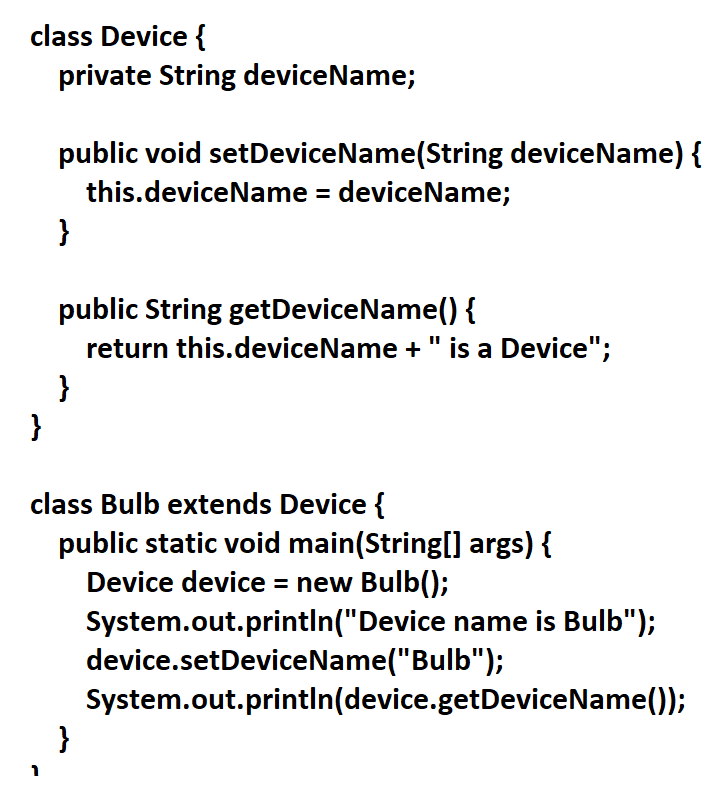 class Device {
private String deviceName;
public void setDeviceName(String deviceName) {
this.deviceName = deviceName;
}
public String getDeviceName() {
return this.deviceName + " is a Device";
}
}
class Bulb extends Device {
public static void main(String[] args) {
Device device = new Bulb();
System.out.println("Device name is Bulb");
device.setDeviceName("Bulb");
System.out.println(device.getDeviceName());
}